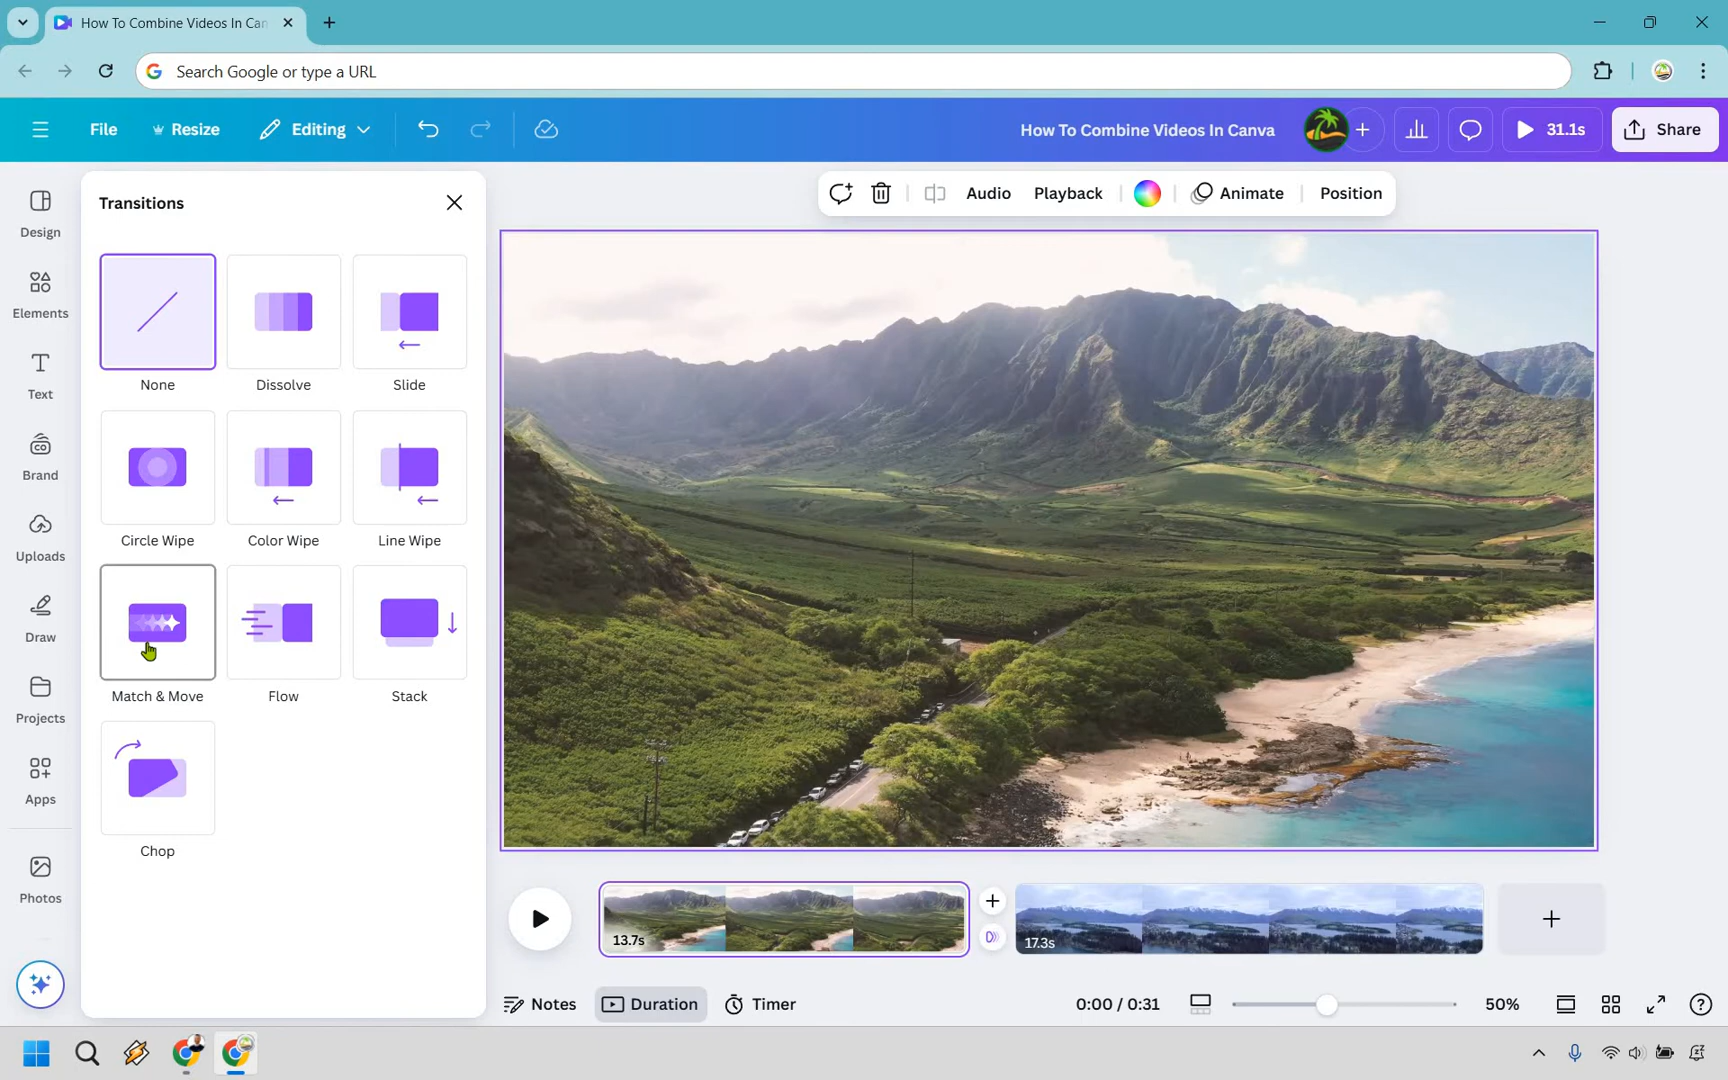 How To Combine Videos In Can
Search Google or type a URL
File
Resize
Editing
How To Combine Videos In Canva
31.1s
Share
Transitions
Audio
Playback
Animate
Position
Design
Elements
Text
Brand
Uploads
Draw
Projects
Apps
Photos
None
Dissolve
Slide
Circle Wipe
Color Wipe
Line Wipe
Match & Move
Flow
Stack
Chop
13.7s
17.3s
Notes
Duration
Timer
0:00 / 0:31
50%